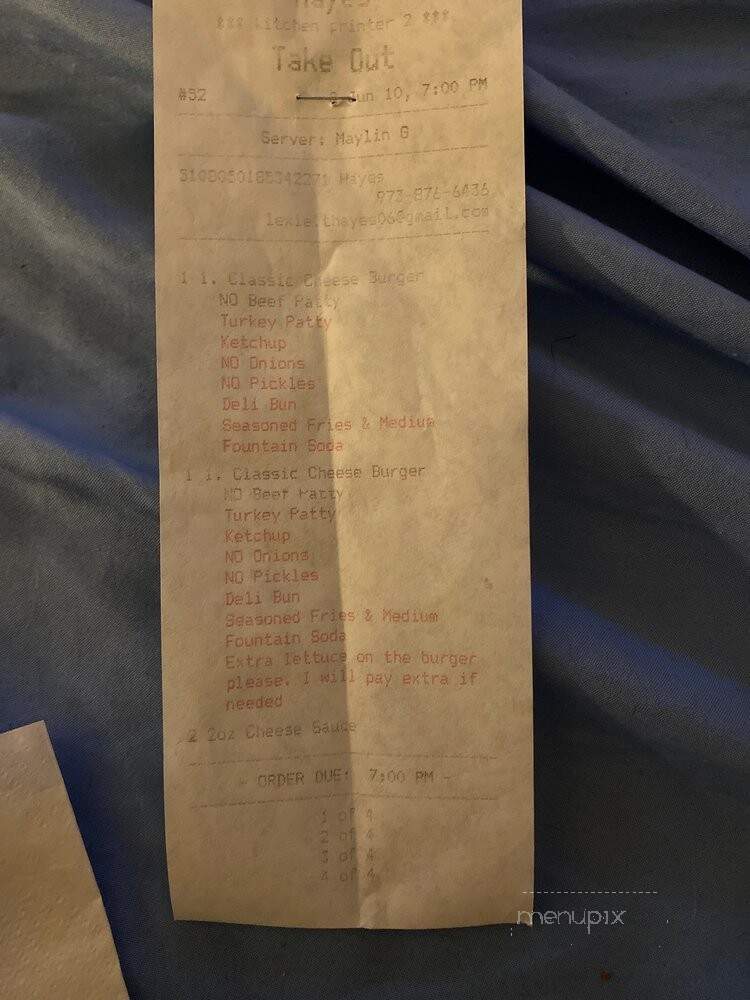 Hayes
*** kitchen printer 2 ***
Take Out
#52 Jun 10, 7:00 PM
Server: Maylin G
Hayes
973-876-6436
1 1. Classic Cheese Burger
NO Beef Patty
Turkey Patty
Ketchup
NO Onions
NO Pickles
Deli Bun
Seasoned Fries & Medium
Fountain Soda
1 1. Classic Cheese Burger
NO Beef Patty
Turkey Patty
Ketchup
NO Onions
NO Pickles
Deli Bun
Seasoned Fries & Medium
Fountain Soda
Extra lettuce on the burger
please. I will pay extra if
needed
2 2oz Cheese Sauce
- ORDER DUE: 7:00 PM -
1 of 4
2 of 4
3 of 4
4 of 4
menupix